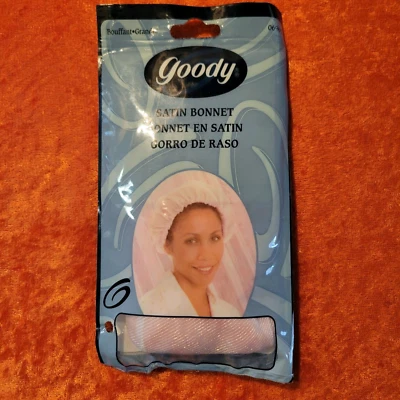 Bouffant•Grand
goody
SATIN BONNET
BONNET EN SATIN
GORRO DE RASO